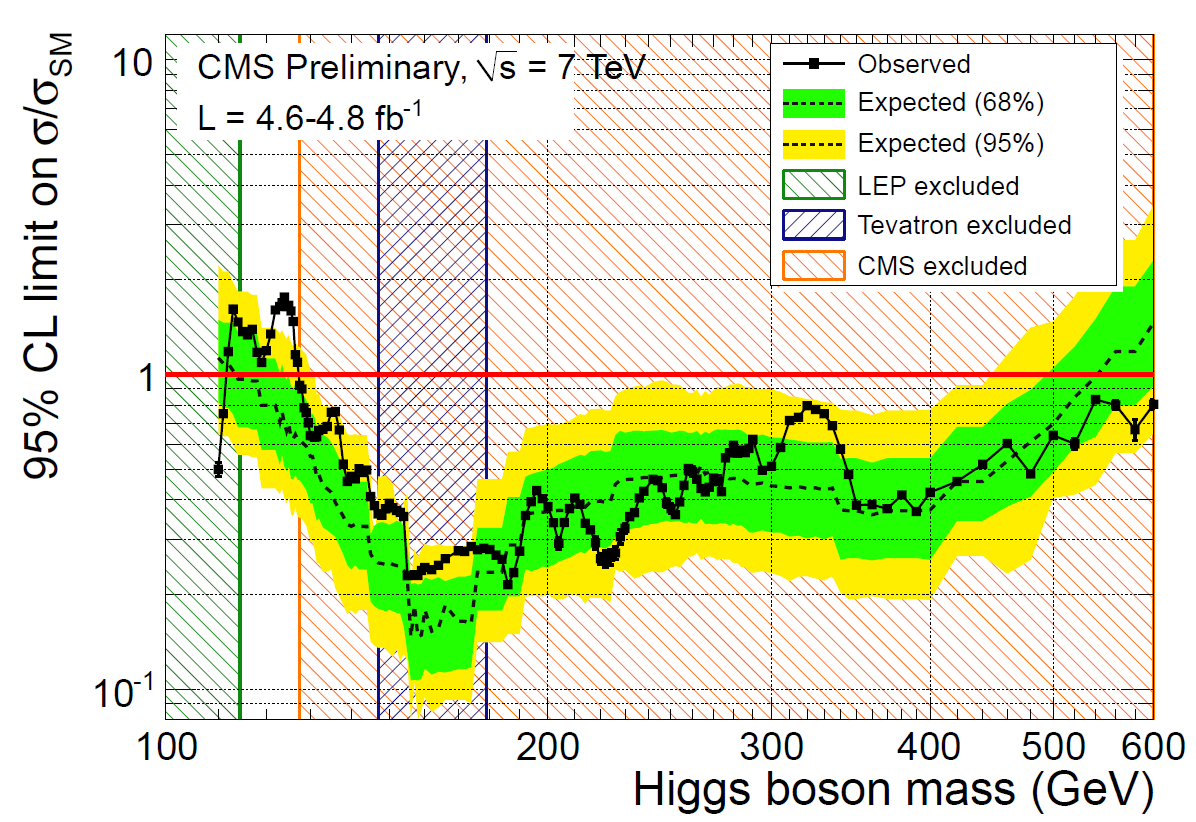 95% CL limit on σ/σSM
10
1
10-1
CMS Preliminary, √s = 7 TeV
L = 4.6-4.8 fb-1
Observed
Expected (68%)
Expected (95%)
LEP excluded
Tevatron excluded
CMS excluded
100 200 300 400 500 600
Higgs boson mass (GeV)